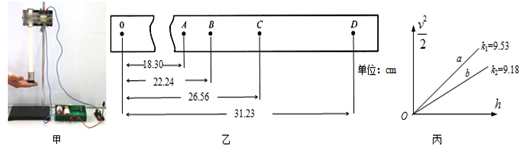 0 A B C D
18.30
22.24
26.56
31.23
单位：cm
v²/2
k₁=9.53
a
k₂=9.18
b
O
h
甲 乙 丙